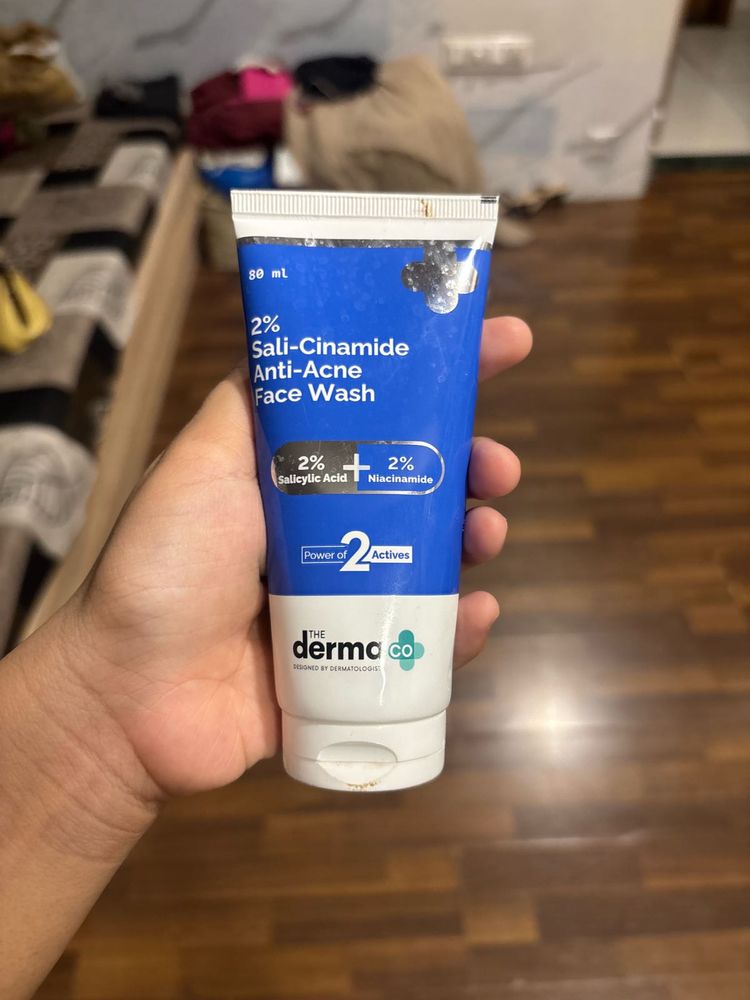 80 ml
2%
Sali-Cinamide
Anti-Acne
Face Wash
2% + 2%
Salicylic Acid Niacinamide
Power of 2 Actives
THE
derma co
DESIGNED BY DERMATOLOGIST